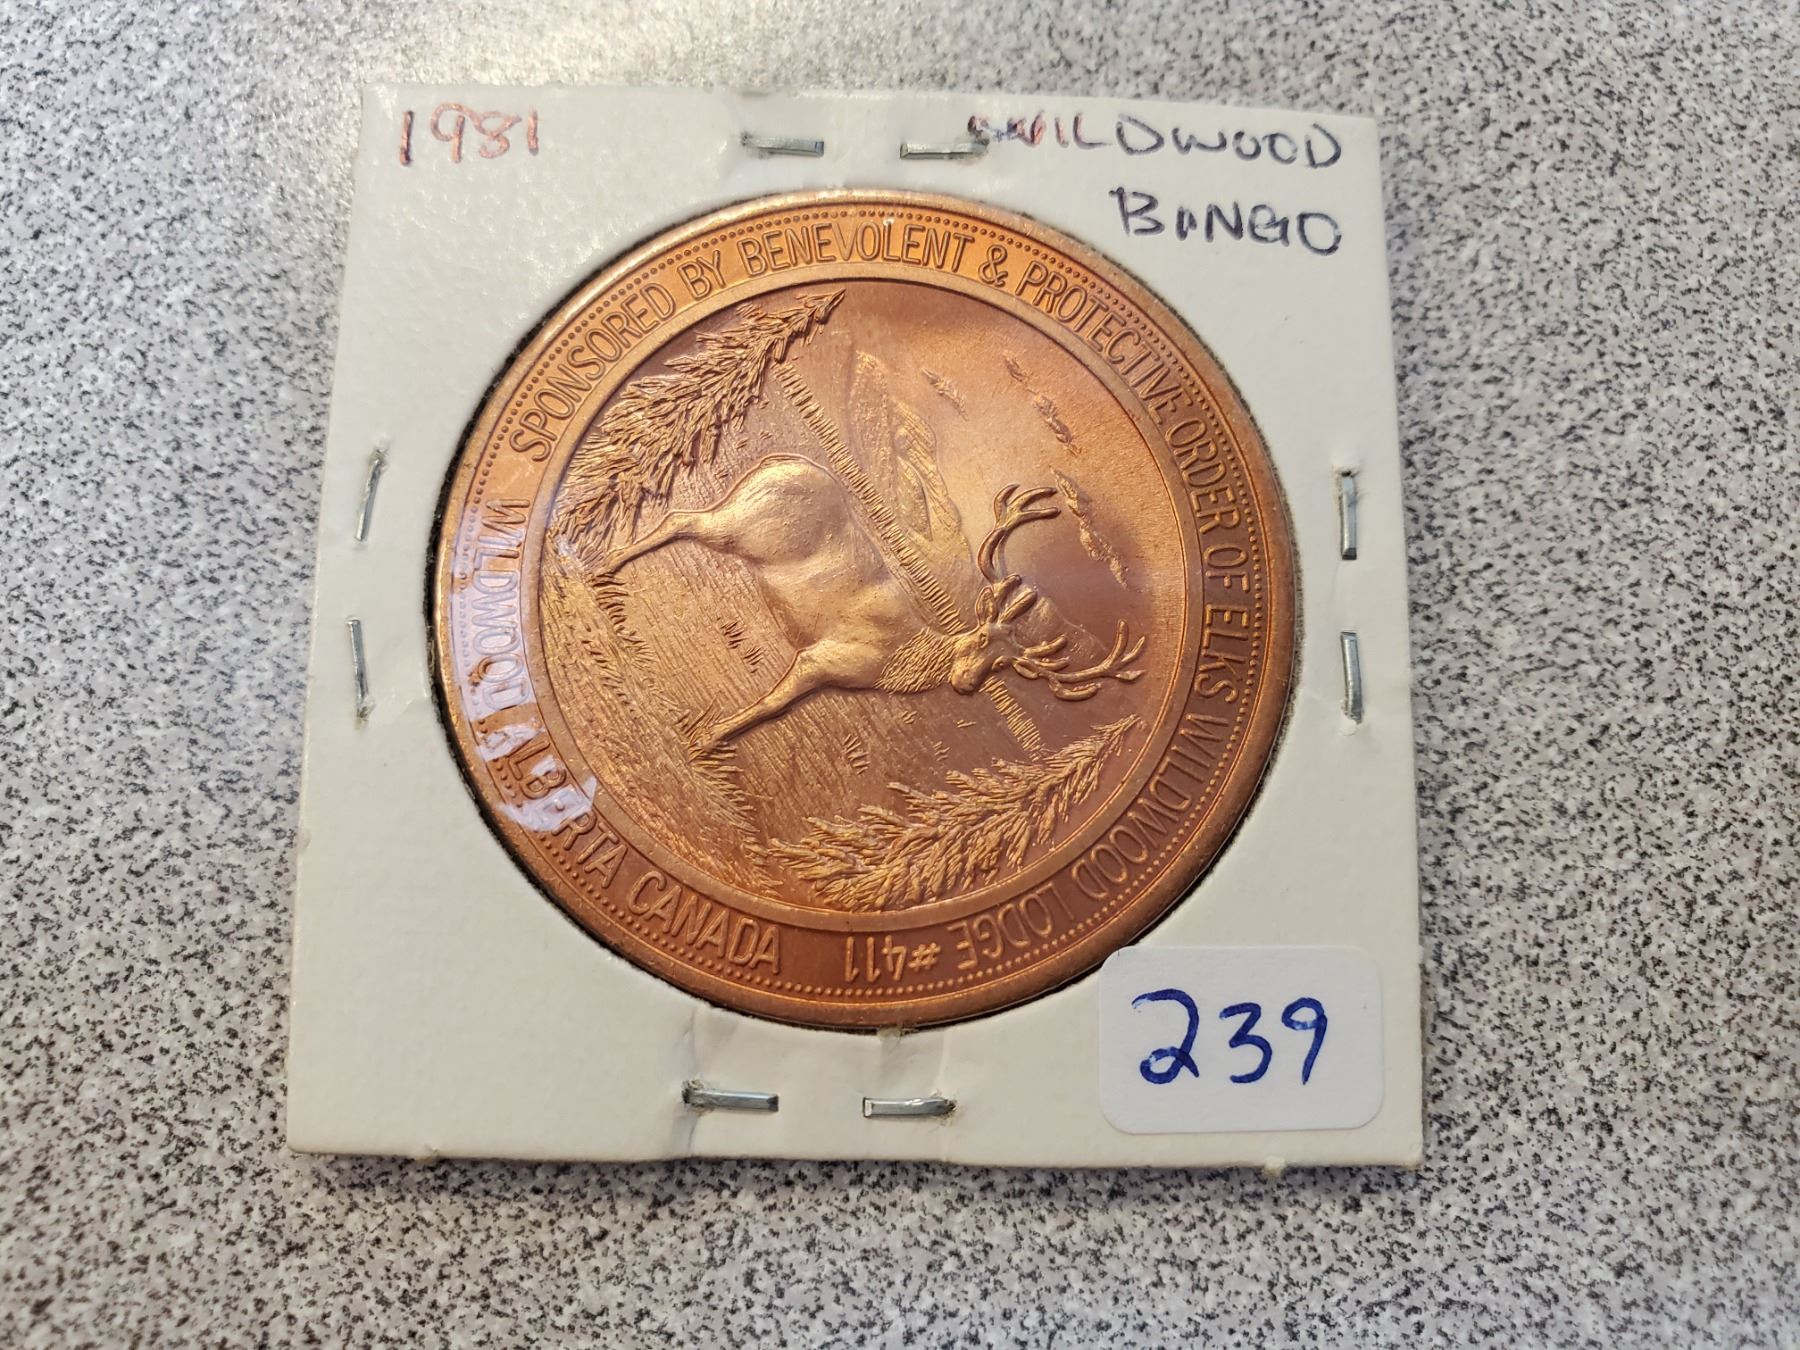 1981
WILDWOOD
BINGO
SPONSORED BY BENEVOLENT & PROTECTIVE ORDER OF ELKS WILDWOOD LODGE #411
WILDWOOD ALBERTA CANADA
239